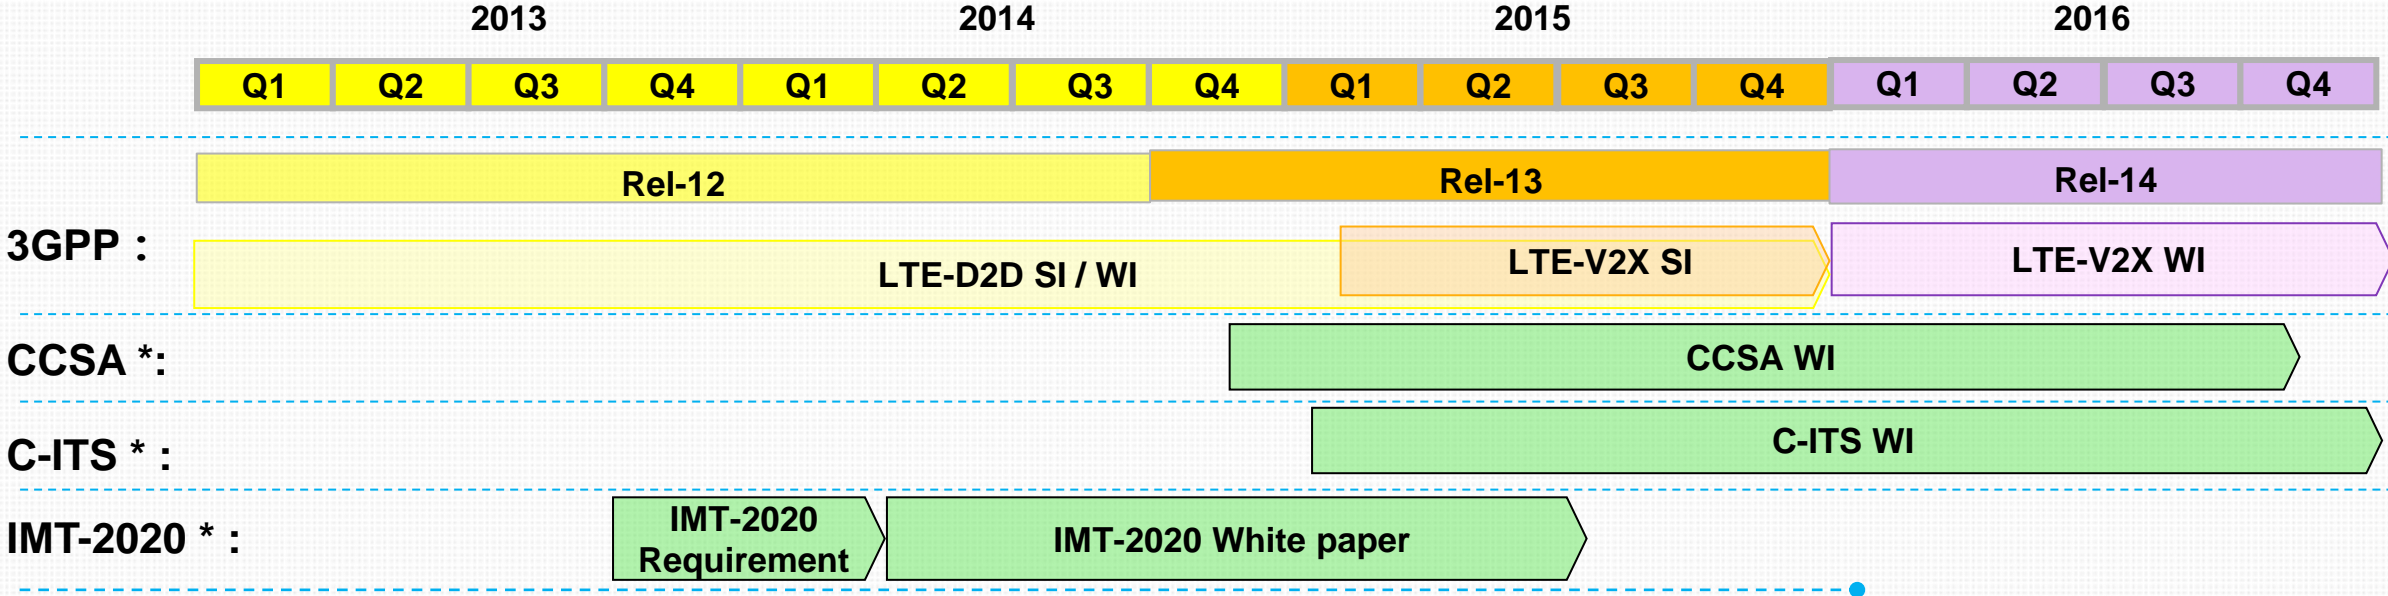 2013 2014 2015 2016
Q1 Q2 Q3 Q4 Q1 Q2 Q3 Q4 Q1 Q2 Q3 Q4 Q1 Q2 Q3 Q4
Rel-12 Rel-13 Rel-14
3GPP :
LTE-D2D SI / WI LTE-V2X SI LTE-V2X WI
CCSA *: CCSA WI
C-ITS * : C-ITS WI
IMT-2020 * :
IMT-2020
Requirement
IMT-2020 White paper